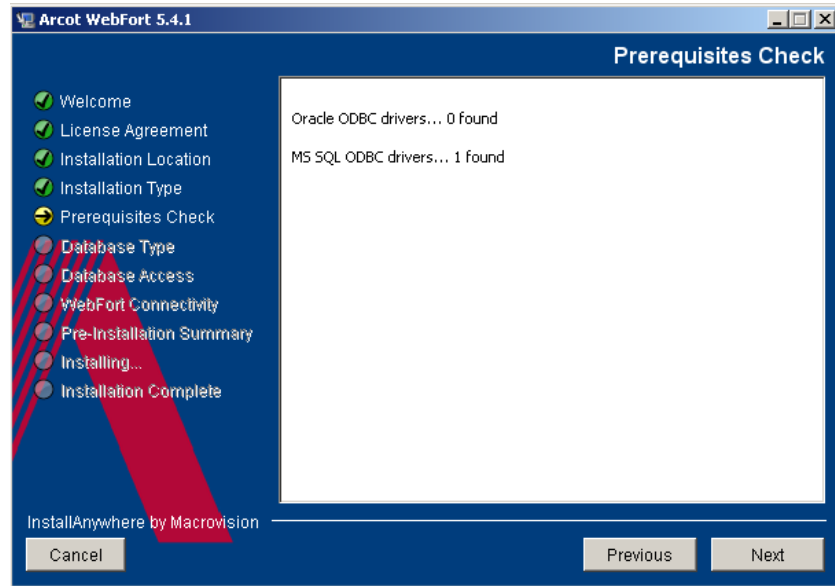 Arcot WebFort 5.4.1
Prerequisites Check
Welcome
License Agreement
Installation Location
Installation Type
Prerequisites Check
Database Type
Database Access
WebFort Connectivity
Pre-Installation Summary
Installing...
Installation Complete
Oracle ODBC drivers... 0 found
MS SQL ODBC drivers... 1 found
InstallAnywhere by Macrovision
Cancel
Previous
Next